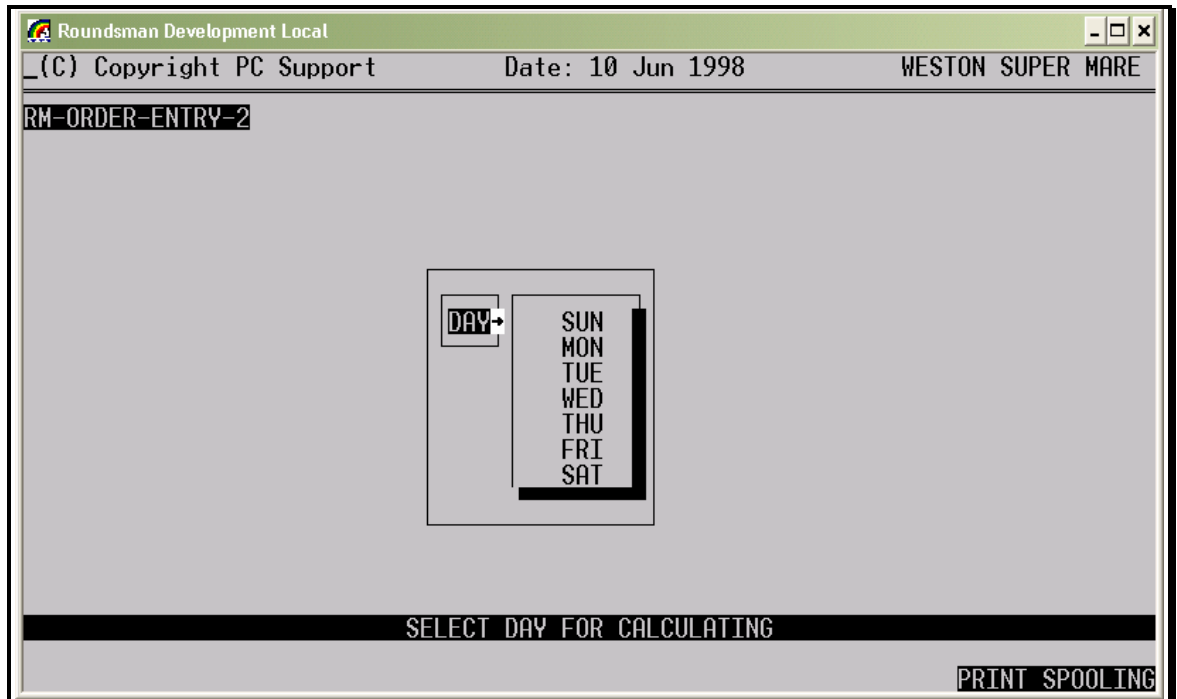 Roundsman Development Local
_(C) Copyright PC Support Date: 10 Jun 1998 WESTON SUPER MARE
RM-ORDER-ENTRY-2
DAY→ SUN
MON
TUE
WED
THU
FRI
SAT
SELECT DAY FOR CALCULATING
PRINT SPOOLING